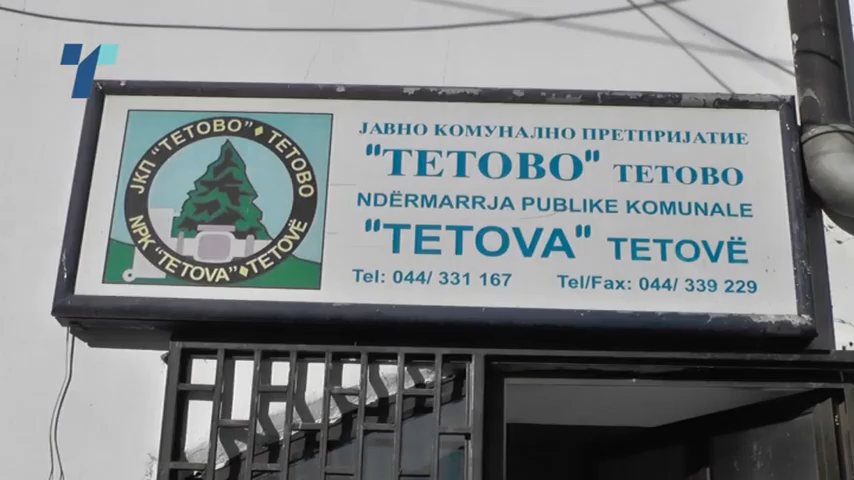 ЈКП "ТЕТОВО" ТЕТОВО
NPK "TETOVA" TETOVË
ЈАВНО КОМУНАЛНО ПРЕТПРИЈАТИЕ
"ТЕТОВО" ТЕТОВО
NDËRMARRJA PUBLIKE KOMUNALE
"TETOVA" TETOVË
Tel: 044/ 331 167 Tel/Fax: 044/ 339 229